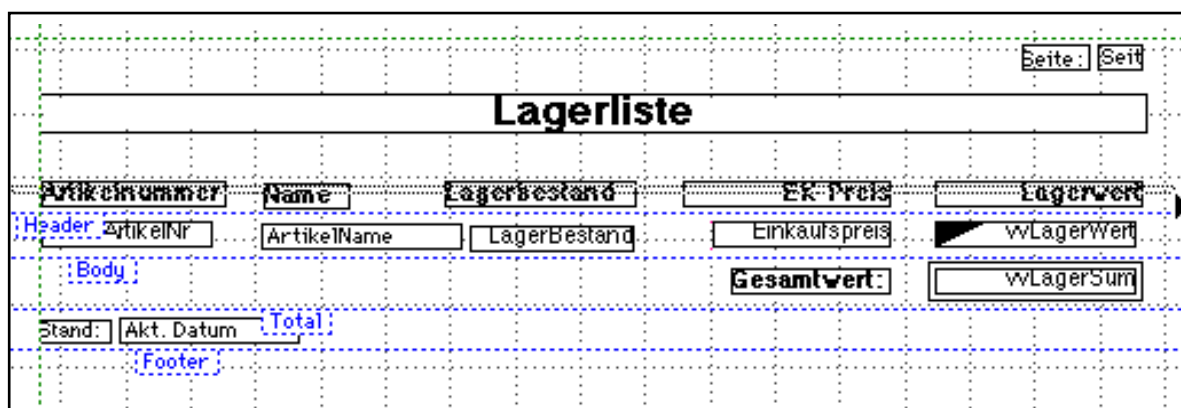 Seite: Seit
Lagerliste
Artikelnummer Name Lagerbestand EK-Preis Lagerwert
Header ArtikelNr ArtikelName LagerBestand Einkaufspreis vvLagerWert
Body
Gesamtwert: vvLagerSum
Stand: Akt. Datum Total
Footer